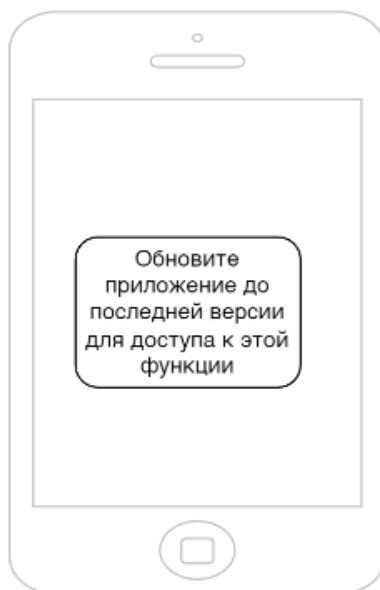 Обновите
приложение до
последней версии
для доступа к этой
функции